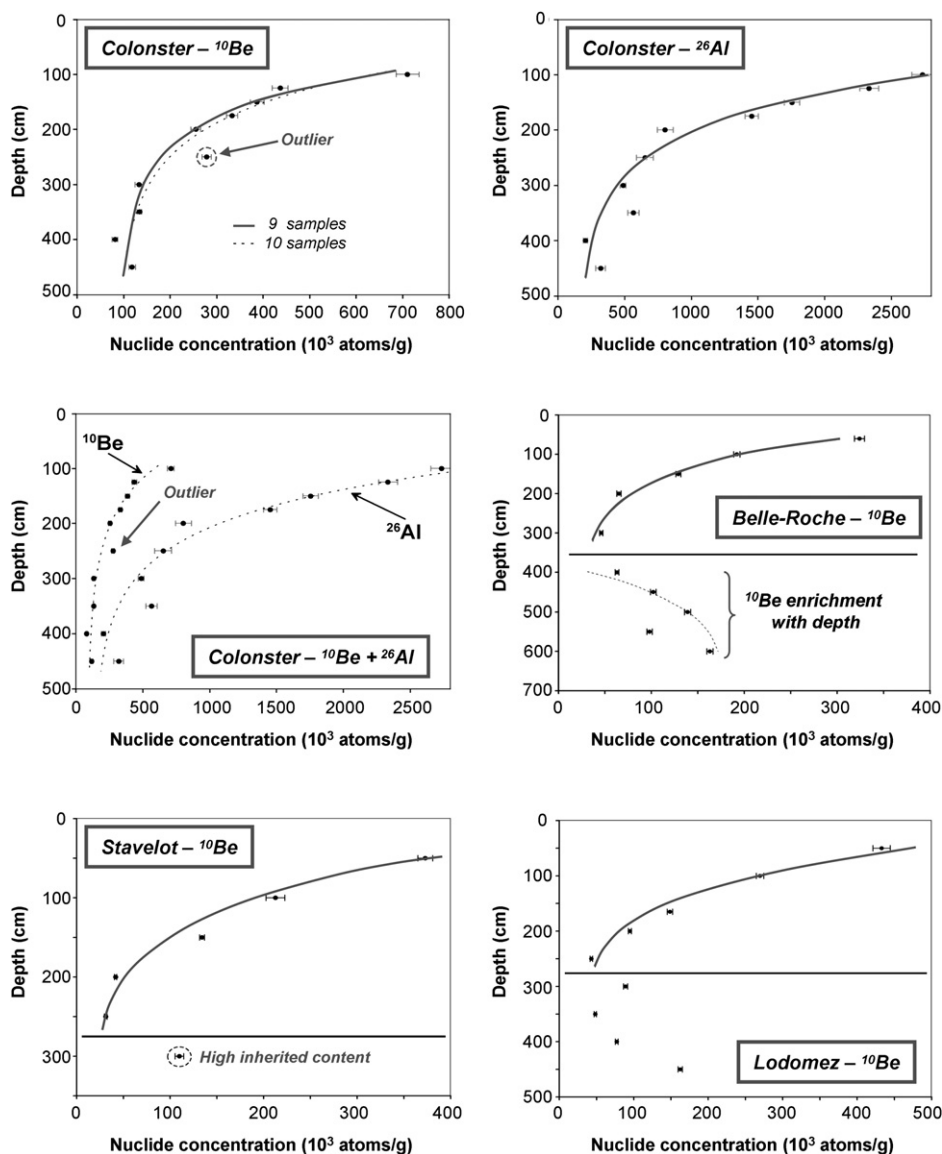 Colonster – ¹⁰Be
Depth (cm)
0
100
200
300
400
500
Outlier
9 samples
10 samples
0 100 200 300 400 500 600 700 800
Nuclide concentration (10³ atoms/g)
Colonster – ²⁶Al
Depth (cm)
0
100
200
300
400
500
0 500 1000 1500 2000 2500
Nuclide concentration (10³ atoms/g)
Depth (cm)
0
100
200
300
400
500
¹⁰Be
Outlier
²⁶Al
Colonster – ¹⁰Be + ²⁶Al
0 500 1000 1500 2000 2500
Nuclide concentration (10³ atoms/g)
Depth (cm)
0
100
200
300
400
500
600
700
Belle-Roche – ¹⁰Be
¹⁰Be enrichment
with depth
0 100 200 300 400
Nuclide concentration (10³ atoms/g)
Stavelot – ¹⁰Be
Depth (cm)
0
100
200
300
High inherited content
0 100 200 300 400
Nuclide concentration (10³ atoms/g)
Depth (cm)
0
100
200
300
400
500
Lodomez – ¹⁰Be
0 100 200 300 400 500
Nuclide concentration (10³ atoms/g)